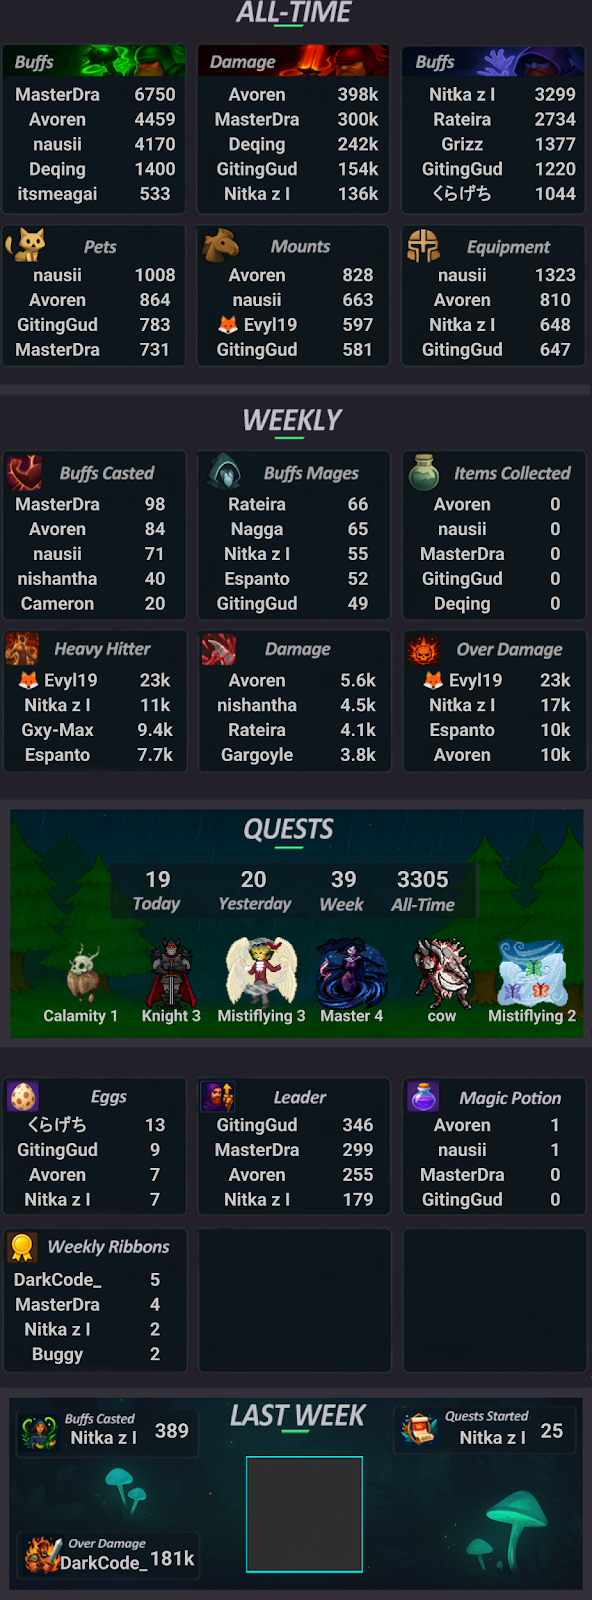 ALL-TIME
Buffs
MasterDra 6750
Avoren 4459
nausii 4170
Deqing 1400
itsmeagai 533
Damage
Avoren 398k
MasterDra 300k
Deqing 242k
GitingGud 154k
Nitka z I 136k
Buffs
Nitka z I 3299
Rateira 2734
Grizz 1377
GitingGud 1220
くらげち 1044
Pets
nausii 1008
Avoren 864
GitingGud 783
MasterDra 731
Mounts
Avoren 828
nausii 663
🦊 Evyl19 597
GitingGud 581
Equipment
nausii 1323
Avoren 810
Nitka z I 648
GitingGud 647
WEEKLY
Buffs Casted
MasterDra 98
Avoren 84
nausii 71
nishantha 40
Cameron 20
Buffs Mages
Rateira 66
Nagga 65
Nitka z I 55
Espanto 52
GitingGud 49
Items Collected
Avoren 0
nausii 0
MasterDra 0
GitingGud 0
Deqing 0
Heavy Hitter
🦊 Evyl19 23k
Nitka z I 11k
Gxy-Max 9.4k
Espanto 7.7k
Damage
Avoren 5.6k
nishantha 4.5k
Rateira 4.1k
Gargoyle 3.8k
Over Damage
🦊 Evyl19 23k
Nitka z I 17k
Espanto 10k
Avoren 10k
QUESTS
19 20 39 3305
Today Yesterday Week All-Time
Calamity 1 Knight 3 Mistiflying 3 Master 4 cow Mistiflying 2
Eggs
くらげち 13
GitingGud 9
Avoren 7
Nitka z I 7
Leader
GitingGud 346
MasterDra 299
Avoren 255
Nitka z I 179
Magic Potion
Avoren 1
nausii 1
MasterDra 0
GitingGud 0
Weekly Ribbons
DarkCode_ 5
MasterDra 4
Nitka z I 2
Buggy 2
LAST WEEK
Buffs Casted
Nitka z I 389
Quests Started
Nitka z I 25
Over Damage
DarkCode_ 181k